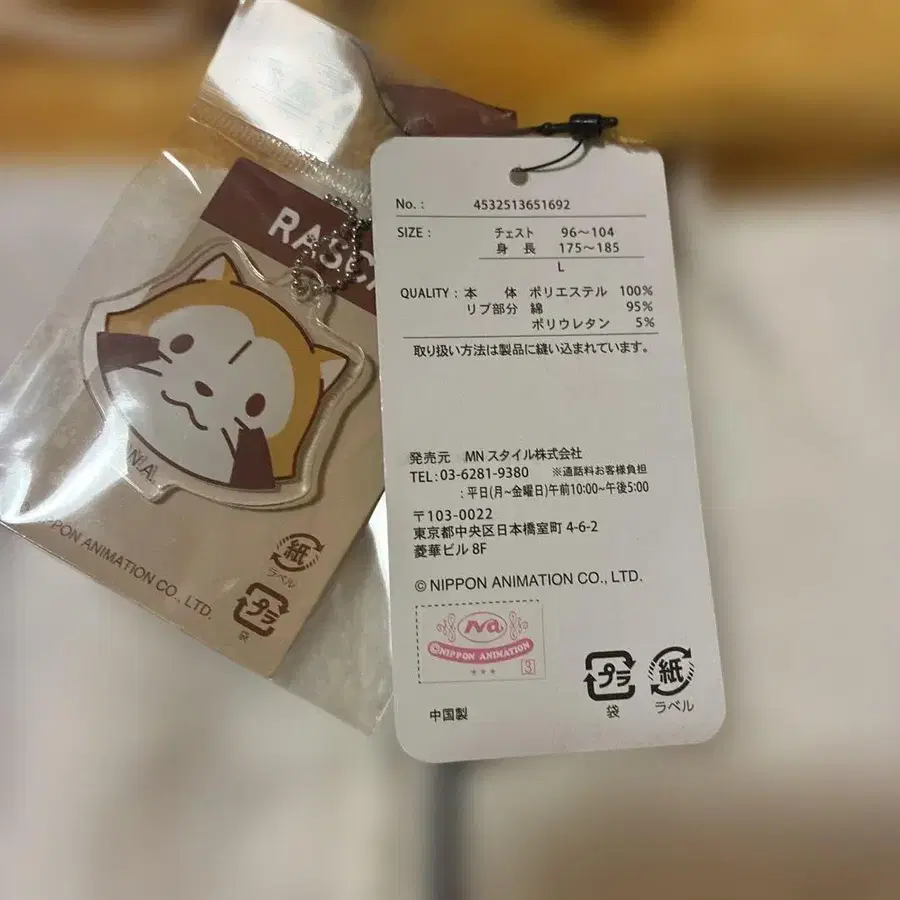 RASCA
NIA.
NIPPON ANIMATION CO., LTD.
紙
ラベル
プラ
袋
No. : 4532513651692
SIZE : チェスト 96~104
身 長 175~185
L
QUALITY : 本 体 ポリエステル 100%
リブ部分 綿 95%
ポリウレタン 5%
取り扱い方法は製品に縫い込まれています。
発売元 MN スタイル株式会社
TEL: 03-6281-9380 ※通話料お客様負担
: 平日(月~金曜日)午前10:00~午後5:00
〒103-0022
東京都中央区日本橋室町 4-6-2
菱華ビル 8F
© NIPPON ANIMATION CO., LTD.
Na
©NIPPON ANIMATION
3
プラ
袋
紙
ラベル
中国製